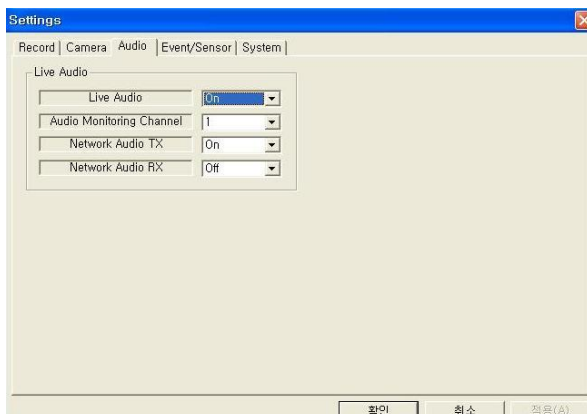 Settings
Record Camera Audio Event/Sensor System
Live Audio
Live Audio On
Audio Monitoring Channel 1
Network Audio TX On
Network Audio RX Off
확인 취소 적용(A)